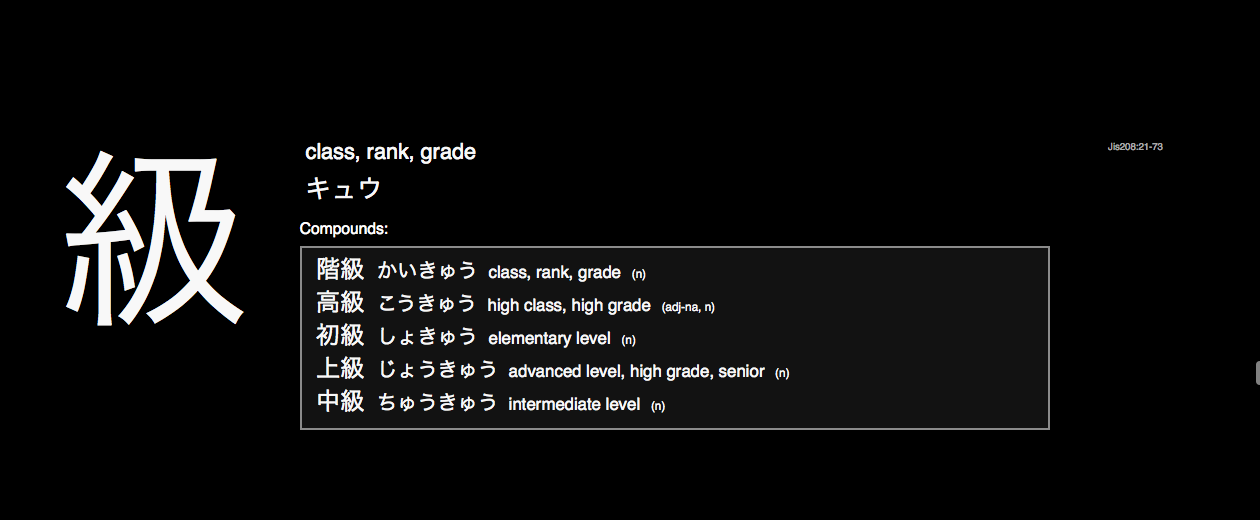 級
class, rank, grade
Jis208:21-73
キュウ
Compounds:
階級 かいきゅう class, rank, grade (n)
高級 こうきゅう high class, high grade (adj-na, n)
初級 しょきゅう elementary level (n)
上級 じょうきゅう advanced level, high grade, senior (n)
中級 ちゅうきゅう intermediate level (n)